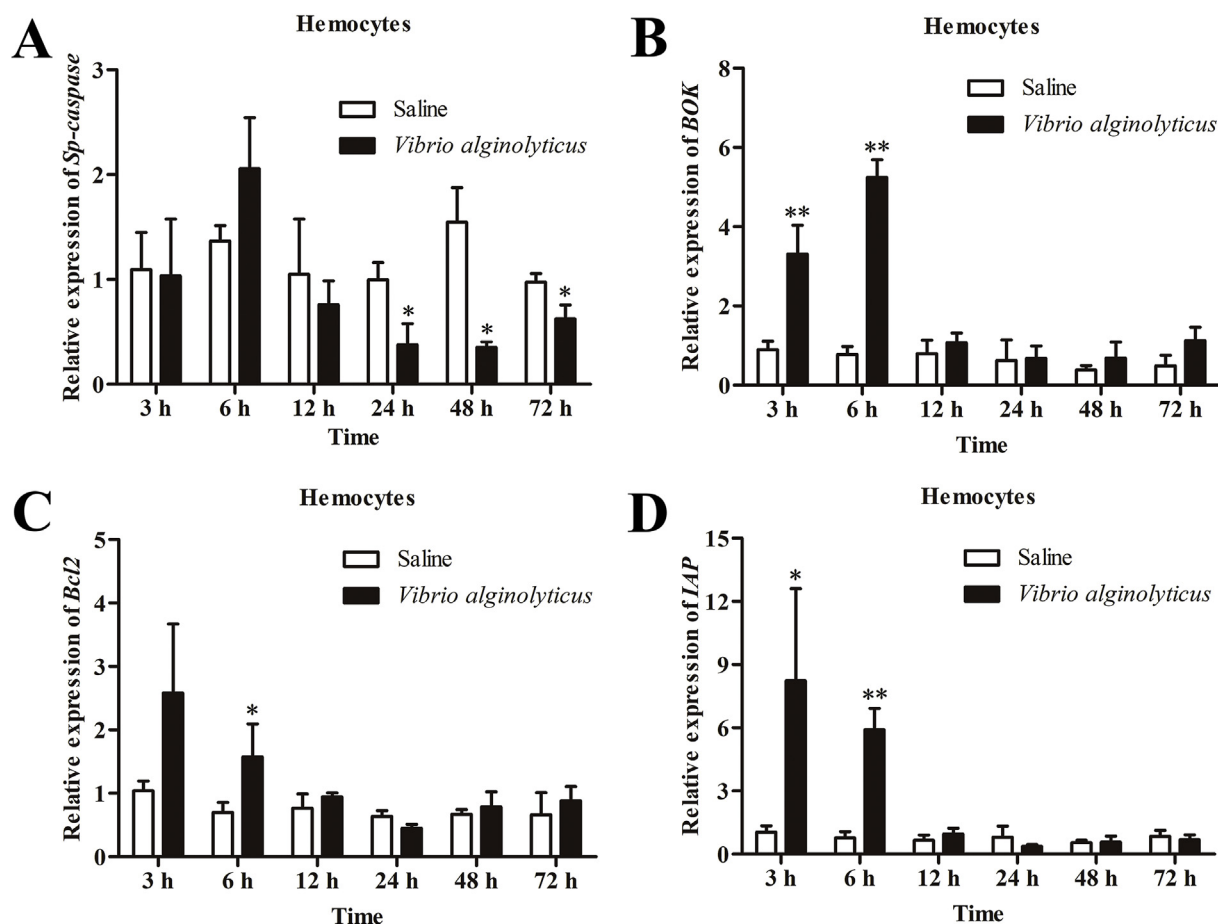 A
Hemocytes
Relative expression of Sp-caspase
3
2
1
0
Saline
Vibrio alginolyticus
*
*
*
3 h 6 h 12 h 24 h 48 h 72 h
Time
B
Hemocytes
Relative expression of BOK
8
6
4
2
0
Saline
Vibrio alginolyticus
**
**
3 h 6 h 12 h 24 h 48 h 72 h
Time
C
Hemocytes
Relative expression of Bcl2
5
4
3
2
1
0
Saline
Vibrio alginolyticus
*
3 h 6 h 12 h 24 h 48 h 72 h
Time
D
Hemocytes
Relative expression of IAP
15
12
9
6
3
0
Saline
Vibrio alginolyticus
*
**
3 h 6 h 12 h 24 h 48 h 72 h
Time